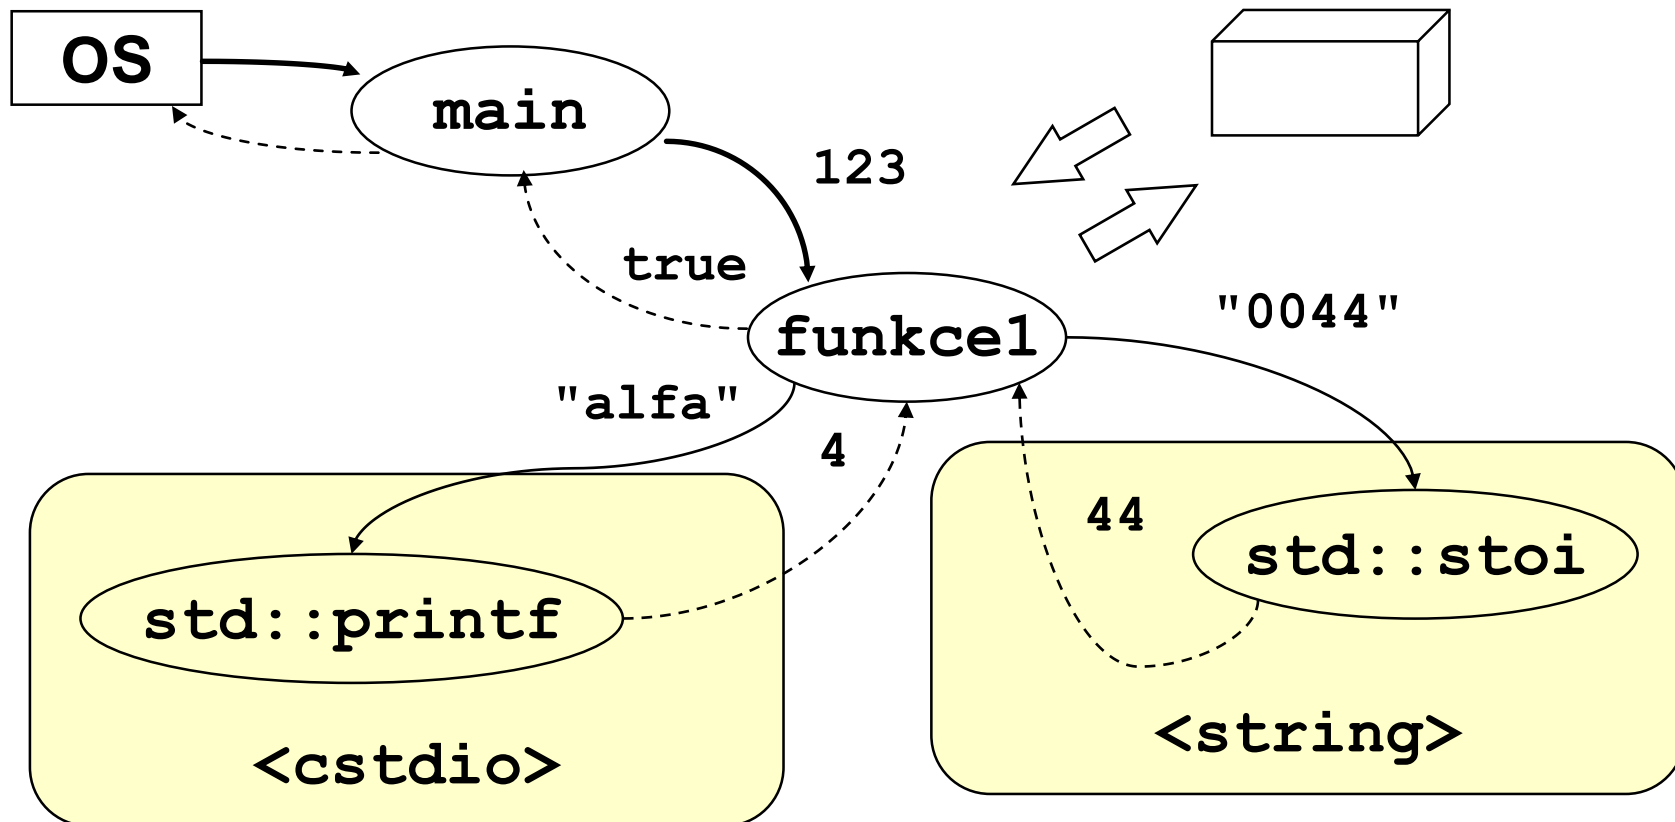 OS
main
123
true
funkce1
"0044"
"alfa"
4
44
std::stoi
std::printf
<string>
<cstdio>